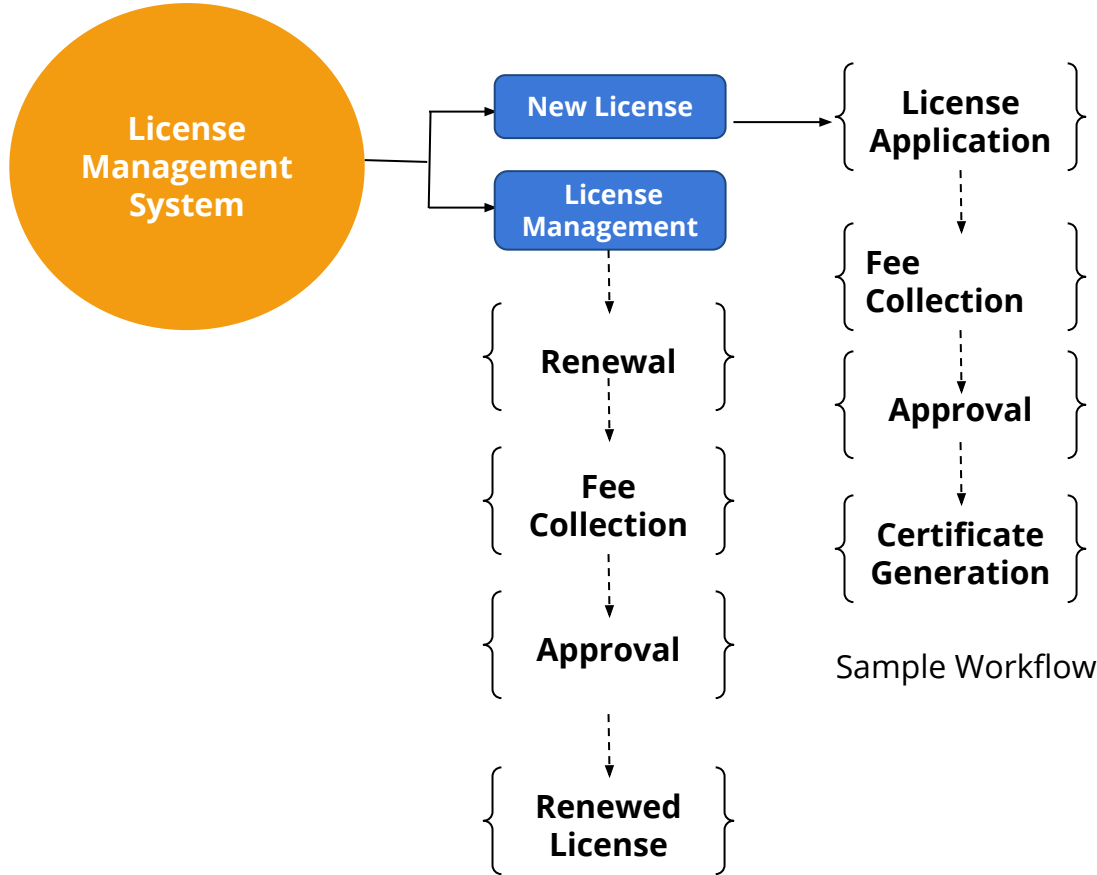 License
Management
System
New License
License
Management
Renewal
Fee
Collection
Approval
Renewed
License
License
Application
Fee
Collection
Approval
Certificate
Generation
Sample Workflow